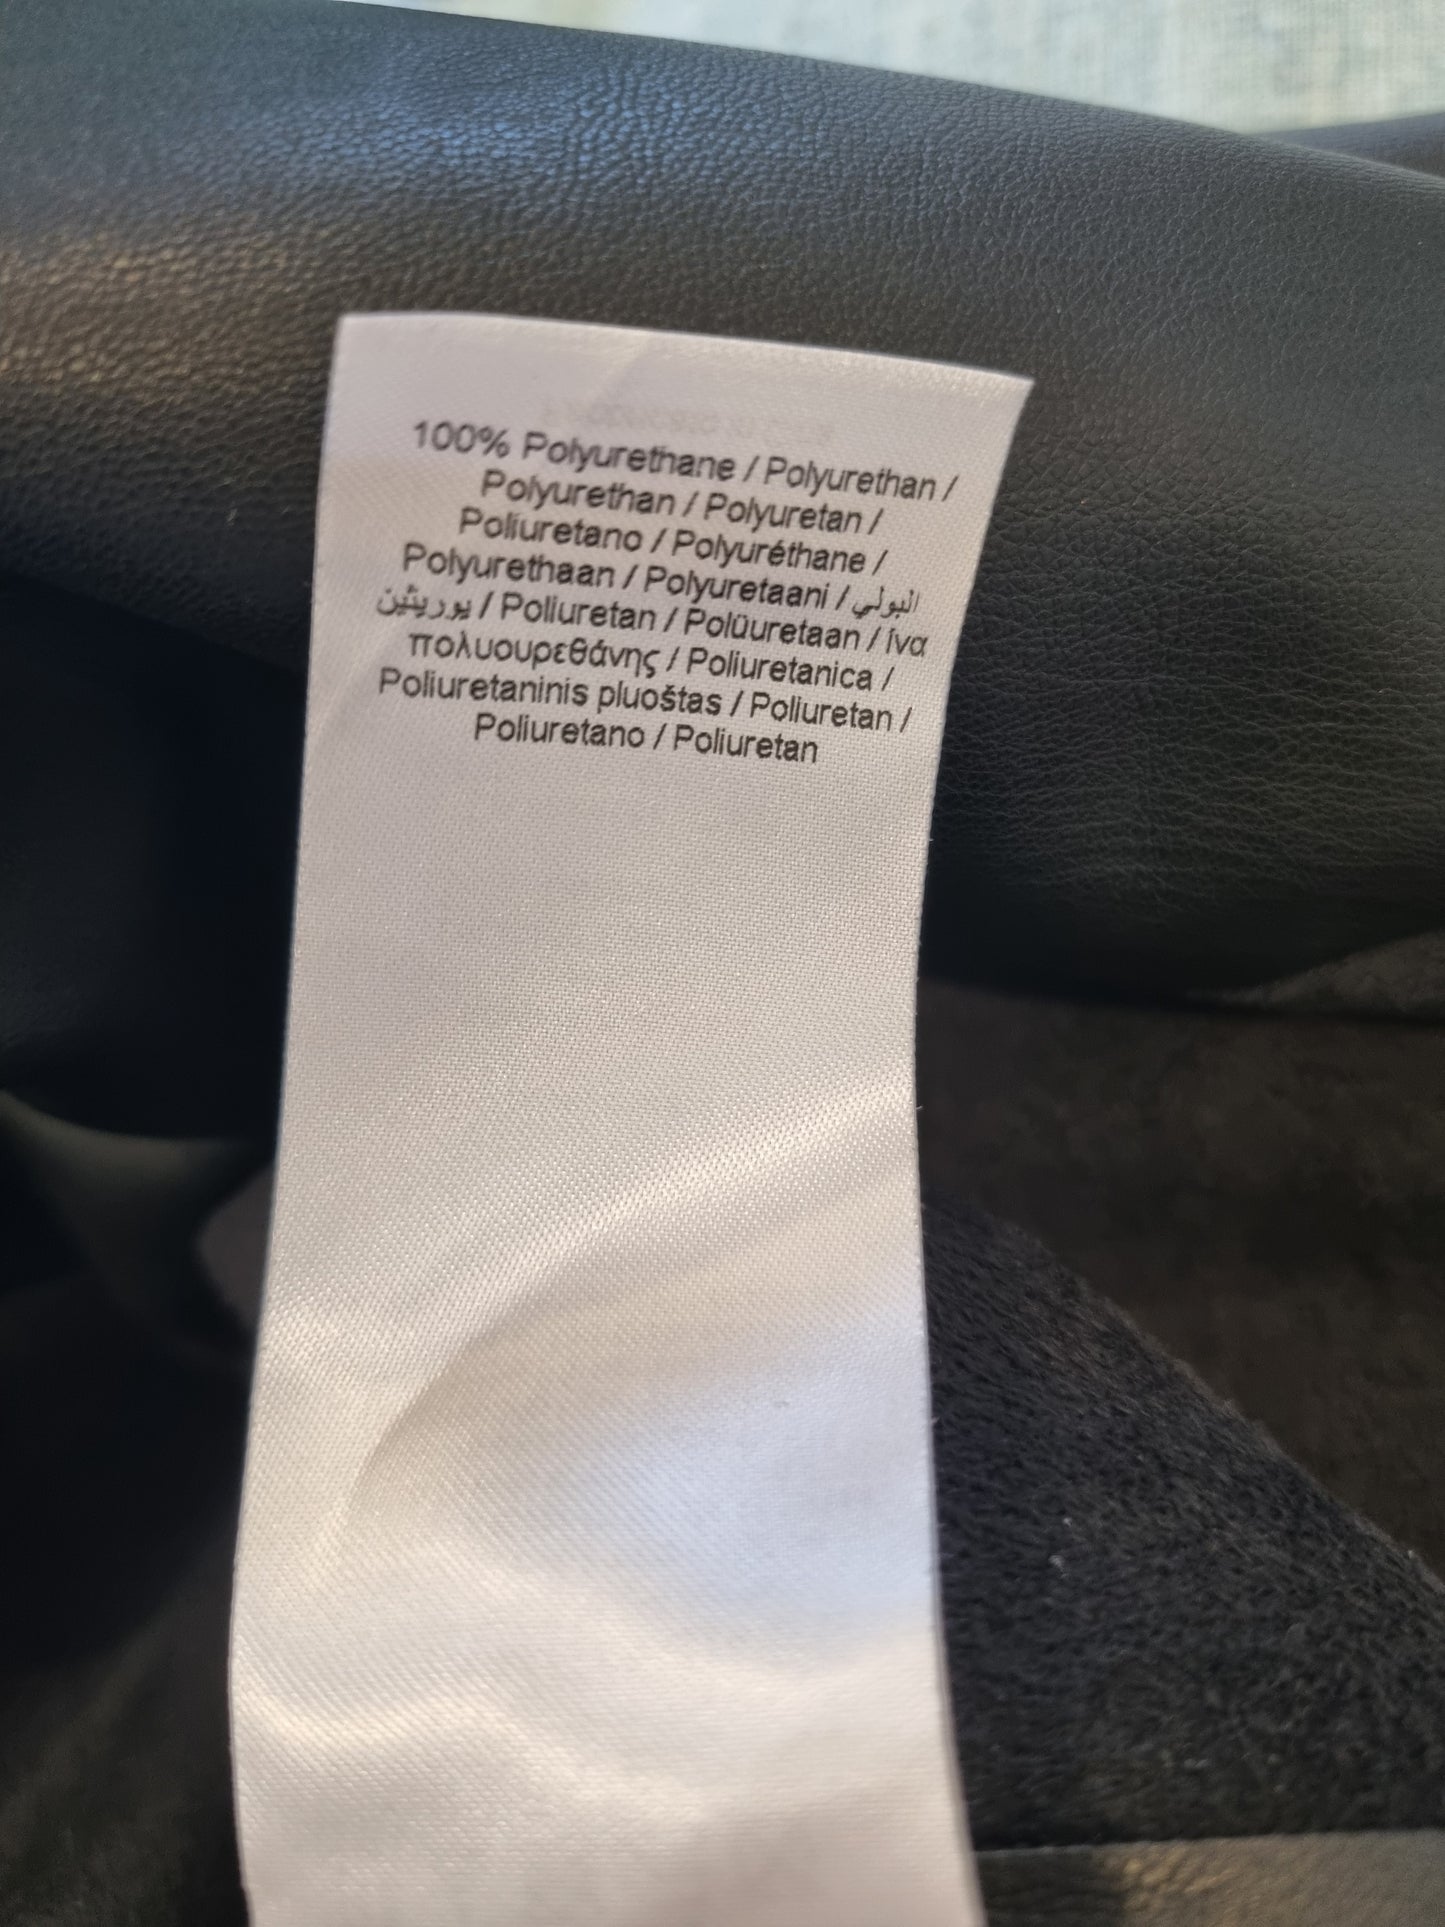 100% Polyurethane / Polyurethan /
Polyurethan / Polyuretan /
Poliuretano / Polyuréthane /
Polyurethaan / Polyuretaani / البولي
يوريثين / Poliuretan / Polüuretaan / ίνα
πολυουρεθάνης / Poliuretanica /
Poliuretaninis pluoštas / Poliuretan /
Poliuretano / Poliuretan